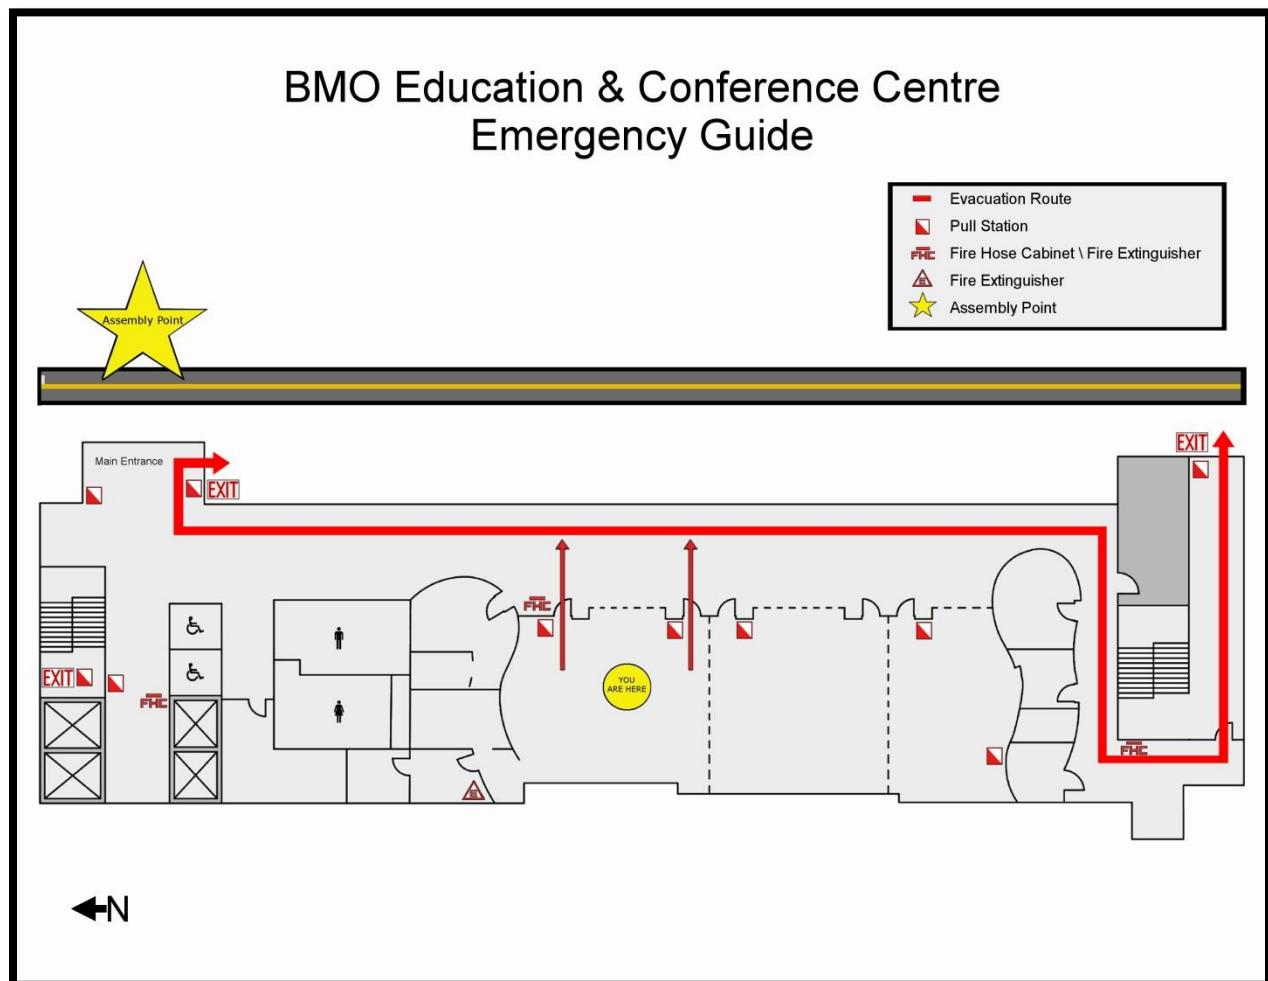 BMO Education & Conference Centre
Emergency Guide
Evacuation Route
Pull Station
FHC Fire Hose Cabinet \ Fire Extinguisher
E Fire Extinguisher
Assembly Point
Assembly Point
EXIT
Main Entrance
EXIT
FHC
EXIT
YOU
ARE HERE
FHC
FHC
E
N